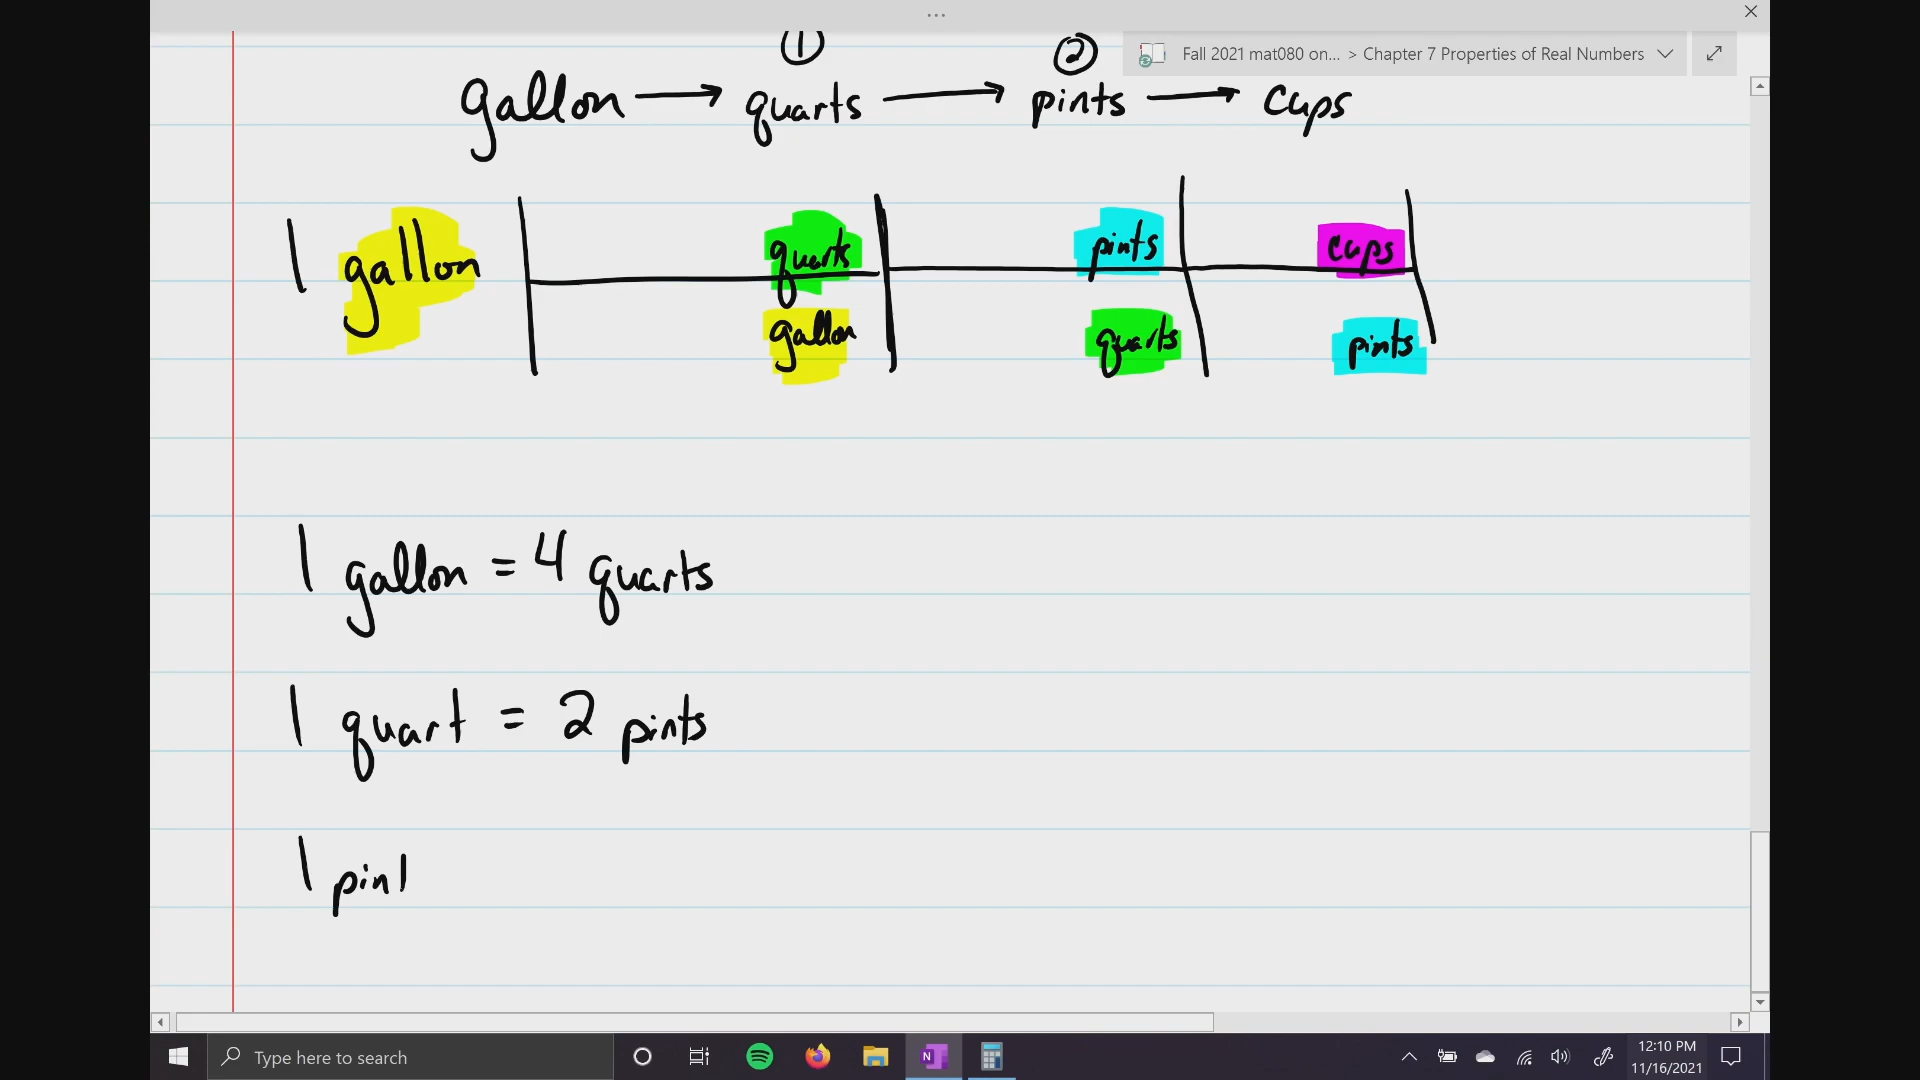 ...
Fall 2021 mat080 on... > Chapter 7 Properties of Real Numbers
① ②
gallon → quarts → pints → cups
1 gallon quarts pints cups
gallon quarts pints
1 gallon = 4 quarts
1 quart = 2 pints
1 pint
Type here to search
12:10 PM
11/16/2021